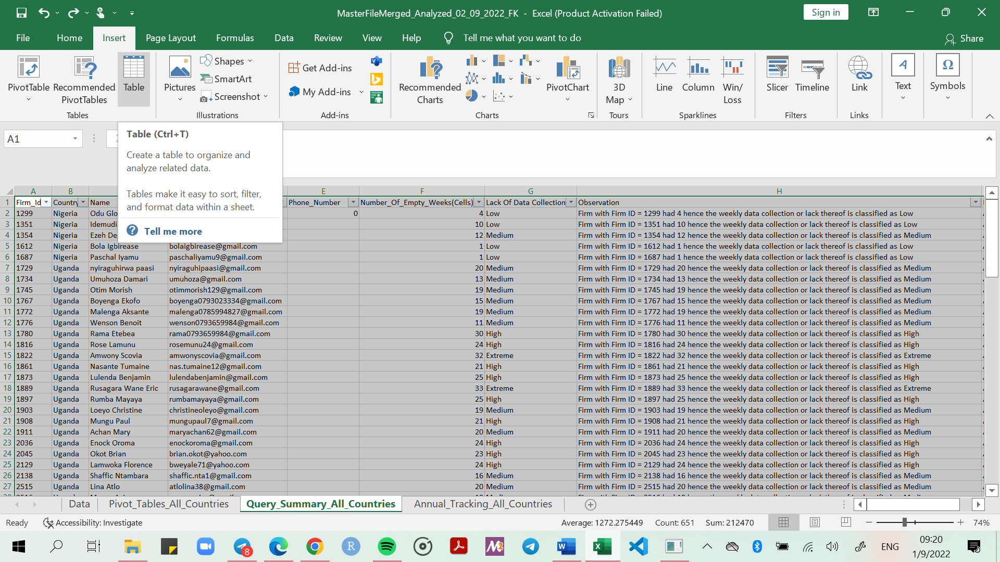 MasterFileMerged_Analyzed_02_09_2022_FK - Excel (Product Activation Failed)
Sign in
File Home Insert Page Layout Formulas Data Review View Help Tell me what you want to do Share
PivotTable
Recommended PivotTables
Table
Tables
Pictures
Shapes
SmartArt
Screenshot
Illustrations
Get Add-ins
My Add-ins
Add-ins
Recommended Charts
PivotChart
Charts
3D Map
Tours
Line
Column
Win/ Loss
Sparklines
Slicer
Timeline
Filters
Link
Links
Text
Symbols
A1
Table (Ctrl+T)
Create a table to organize and
analyze related data.
Tables make it easy to sort, filter,
and format data within a sheet.
Tell me more
A B E F G H
1 Firm_Id Country Name Phone_Number Number_Of_Empty_Weeks(Cells) Lack Of Data Collection Observation
2 1299 Nigeria Odu Glo 0 4 Low Firm with Firm ID = 1299 had 4 hence the weekly data collection or lack thereof is classified as Low
3 1351 Nigeria Idemudi 10 Low Firm with Firm ID = 1351 had 10 hence the weekly data collection or lack thereof is classified as Low
4 1354 Nigeria Ezeh De 12 Medium Firm with Firm ID = 1354 had 12 hence the weekly data collection or lack thereof is classified as Medium
5 1612 Nigeria Bola Igbirease bolaigbirease@gmail.com 1 Low Firm with Firm ID = 1612 had 1 hence the weekly data collection or lack thereof is classified as Low
6 1687 Nigeria Paschal Iyamu paschaliyamu9@gmail.com 1 Low Firm with Firm ID = 1687 had 1 hence the weekly data collection or lack thereof is classified as Low
7 1729 Uganda nyiraguhirwa paasi nyiraguhipaasi@gmail.com 20 Medium Firm with Firm ID = 1729 had 20 hence the weekly data collection or lack thereof is classified as Medium
8 1734 Uganda Umuhoza Damari umuhoza@gmail.com 13 Medium Firm with Firm ID = 1734 had 13 hence the weekly data collection or lack thereof is classified as Medium
9 1745 Uganda Otim Morish otimmorish129@gmail.com 19 Medium Firm with Firm ID = 1745 had 19 hence the weekly data collection or lack thereof is classified as Medium
10 1767 Uganda Boyenga Ekofo boyenga0793023334@gmail.com 15 Medium Firm with Firm ID = 1767 had 15 hence the weekly data collection or lack thereof is classified as Medium
11 1772 Uganda Malenga Aksante malenga0785994827@gmail.com 19 Medium Firm with Firm ID = 1772 had 19 hence the weekly data collection or lack thereof is classified as Medium
12 1776 Uganda Wenson Benoit wenson0793659984@gmail.com 11 Medium Firm with Firm ID = 1776 had 11 hence the weekly data collection or lack thereof is classified as Medium
13 1780 Uganda Rama Etebea rama0793659984@gmail.com 30 High Firm with Firm ID = 1780 had 30 hence the weekly data collection or lack thereof is classified as High
14 1816 Uganda Rose Lamunu rosemunu24@gmail.com 24 High Firm with Firm ID = 1816 had 24 hence the weekly data collection or lack thereof is classified as High
15 1822 Uganda Amwony Scovia amwonyscovia@gmail.com 32 Extreme Firm with Firm ID = 1822 had 32 hence the weekly data collection or lack thereof is classified as Extreme
16 1861 Uganda Nasante Tumaine nas.tumaine12@gmail.com 21 High Firm with Firm ID = 1861 had 21 hence the weekly data collection or lack thereof is classified as High
17 1873 Uganda Lulenda Benjamin lulendabenjamin@gmail.com 25 High Firm with Firm ID = 1873 had 25 hence the weekly data collection or lack thereof is classified as High
18 1889 Uganda Rusagara Wane Eric rusagarawane@gmail.com 33 Extreme Firm with Firm ID = 1889 had 33 hence the weekly data collection or lack thereof is classified as Extreme
19 1897 Uganda Rumba Mayaya rumbamayaya@gmail.com 25 High Firm with Firm ID = 1897 had 25 hence the weekly data collection or lack thereof is classified as High
20 1903 Uganda Loeyo Christine christineoleyo@gmail.com 19 Medium Firm with Firm ID = 1903 had 19 hence the weekly data collection or lack thereof is classified as Medium
21 1908 Uganda Mungu Paul mungupaul7@gmail.com 21 High Firm with Firm ID = 1908 had 21 hence the weekly data collection or lack thereof is classified as High
22 1911 Uganda Achan Mary maryachan62@gmail.com 20 Medium Firm with Firm ID = 1911 had 20 hence the weekly data collection or lack thereof is classified as Medium
23 2036 Uganda Enock Oroma enockoroma@gmail.com 24 High Firm with Firm ID = 2036 had 24 hence the weekly data collection or lack thereof is classified as High
24 2045 Uganda Okot Brian brian.okot@yahoo.com 23 High Firm with Firm ID = 2045 had 23 hence the weekly data collection or lack thereof is classified as High
25 2129 Uganda Lamwoka Florence bweyale71@yahoo.com 24 High Firm with Firm ID = 2129 had 24 hence the weekly data collection or lack thereof is classified as High
26 2138 Uganda Shaffic Ntambara shaffic.nta1@gmail.com 16 Medium Firm with Firm ID = 2138 had 16 hence the weekly data collection or lack thereof is classified as Medium
27 2515 Uganda Lina Atlo atlolina38@gmail.com 20 Medium Firm with Firm ID = 2515 had 20 hence the weekly data collection or lack thereof is classified as Medium
Data Pivot_Tables_All_Countries Query_Summary_All_Countries Annual_Tracking_All_Countries
Ready Accessibility: Investigate Average: 1272.275449 Count: 651 Sum: 212470 74%
8
ENG
09:20
1/9/2022